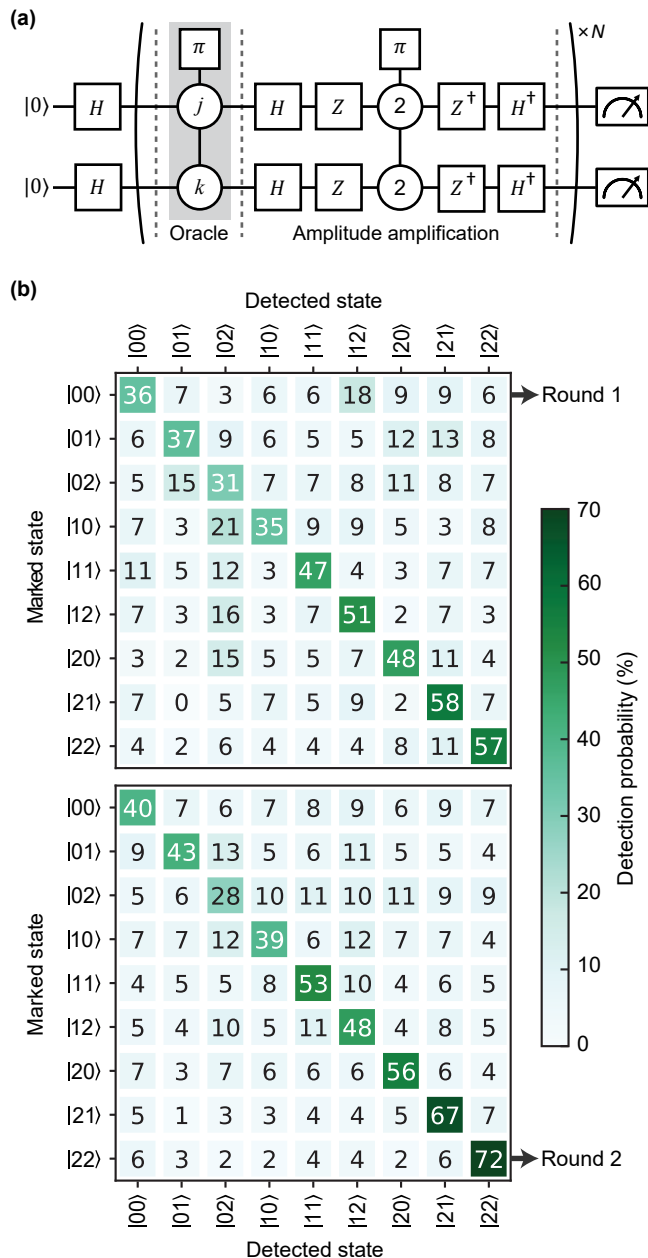 (a)
π π ×N
|0⟩ H j H Z 2 Z† H†
|0⟩ H k H Z 2 Z† H†
Oracle Amplitude amplification
(b)
Detected state
|00⟩ |01⟩ |02⟩ |10⟩ |11⟩ |12⟩ |20⟩ |21⟩ |22⟩
|00⟩ 36 7 3 6 6 18 9 9 6 Round 1
|01⟩ 6 37 9 6 5 5 12 13 8
|02⟩ 5 15 31 7 7 8 11 8 7
|10⟩ 7 3 21 35 9 9 5 3 8
|11⟩ 11 5 12 3 47 4 3 7 7
|12⟩ 7 3 16 3 7 51 2 7 3
|20⟩ 3 2 15 5 5 7 48 11 4
|21⟩ 7 0 5 7 5 9 2 58 7
|22⟩ 4 2 6 4 4 4 8 11 57
Marked state
|00⟩ 40 7 6 7 8 9 6 9 7
|01⟩ 9 43 13 5 6 11 5 5 4
|02⟩ 5 6 28 10 11 10 11 9 9
|10⟩ 7 7 12 39 6 12 7 7 4
|11⟩ 4 5 5 8 53 10 4 6 5
|12⟩ 5 4 10 5 11 48 4 8 5
|20⟩ 7 3 7 6 6 6 56 6 4
|21⟩ 5 1 3 3 4 4 5 67 7
|22⟩ 6 3 2 2 4 4 2 6 72 Round 2
Marked state
|00⟩ |01⟩ |02⟩ |10⟩ |11⟩ |12⟩ |20⟩ |21⟩ |22⟩
Detected state
70
60
50
40
30
20
10
0
Detection probability (%)